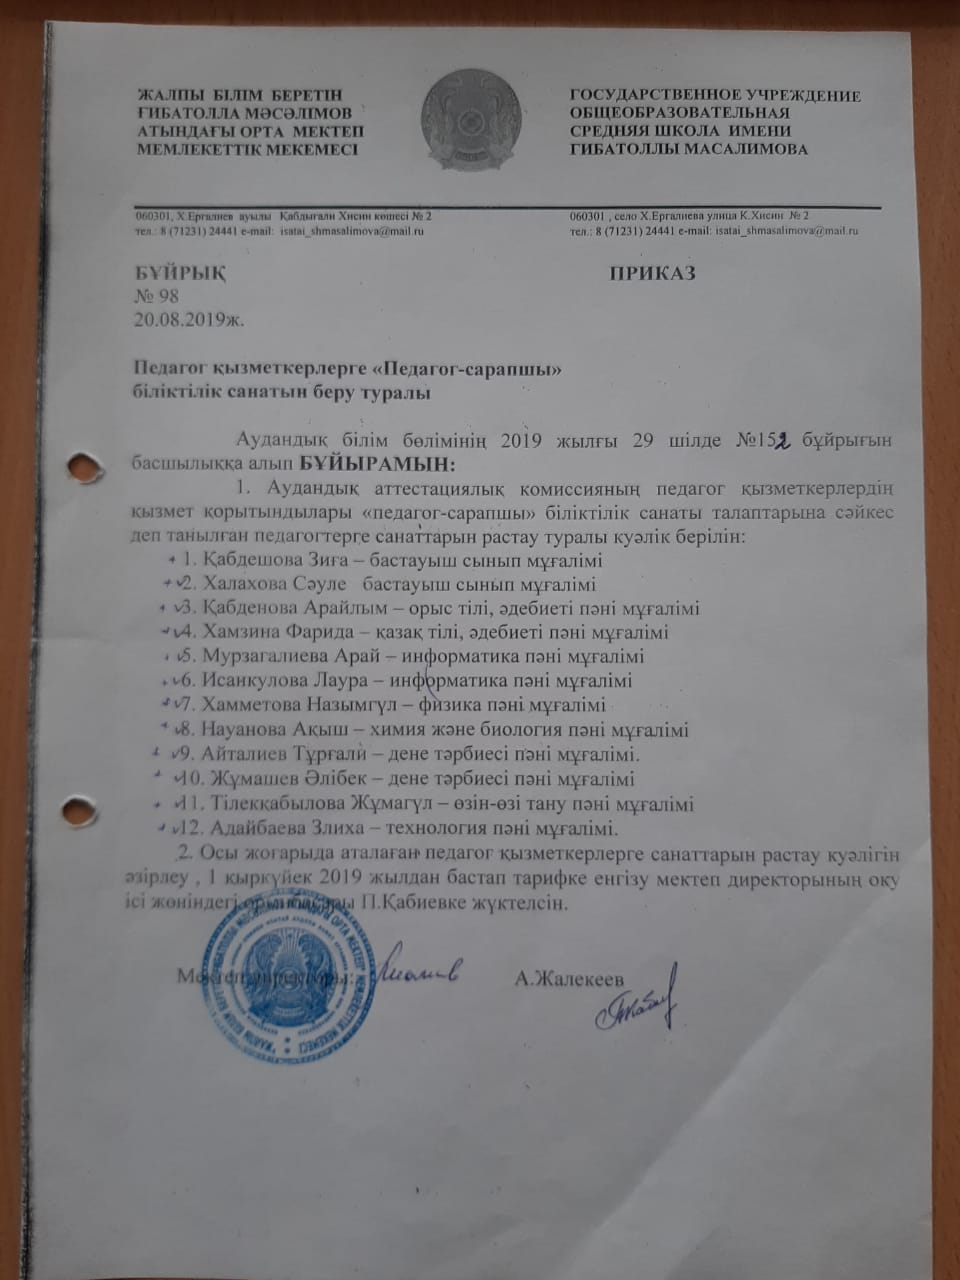 ЖАЛПЫ БІЛІМ БЕРЕТІН
ҒИБАТОЛЛА МӘСӘЛІМОВ
АТЫНДАҒЫ ОРТА МЕКТЕП
МЕМЛЕКЕТТІК МЕКЕМЕСІ
ГОСУДАРСТВЕННОЕ УЧРЕЖДЕНИЕ
ОБЩЕОБРАЗОВАТЕЛЬНАЯ
СРЕДНЯЯ ШКОЛА ИМЕНИ
ГИБАТОЛЛЫ МАСАЛИМОВА
060301, Х.Ергалиев ауылы Қабдығали Хисин көшесі № 2
тел.: 8 (71231) 24441 e-mail: isatai_shmasalimova@mail.ru
060301 , село Х.Ергалиева улица К.Хисин № 2
тел.: 8 (71231) 24441 e-mail: isatai_shmasalimova@mail.ru
БҰЙРЫҚ
ПРИКАЗ
№ 98
20.08.2019ж.
Педагог қызметкерлерге «Педагог-сарапшы»
біліктілік санатын беру туралы
Аудандық білім бөлімінің 2019 жылғы 29 шілде №152 бұйрығын
басшылыққа алып БҰЙЫРАМЫН:
1. Аудандық аттестациялық комиссияның педагог қызметкерлердің
қызмет қорытындылары «педагог-сарапшы» біліктілік санаты талаптарына сәйкес
деп танылған педагогтерге санаттарын растау туралы куәлік берілін:
1. Қабдешова Зиға – бастауыш сынып мұғалімі
2. Халахова Сәуле бастауыш сынып мұғалімі
3. Қабденова Арайлым – орыс тілі, әдебиеті пәні мұғалімі
4. Хамзина Фарида – қазақ тілі, әдебиеті пәні мұғалімі
5. Мурзагалиева Арай – информатика пәні мұғалімі
6. Исанкулова Лаура – информатика пәні мұғалімі
7. Хамметова Назымгүл – физика пәні мұғалімі
8. Науанова Ақыш – химия және биология пәні мұғалімі
9. Айталиев Тұрғали – дене тәрбиесі пәні мұғалімі.
10. Жұмашев Әлібек – дене тәрбиесі пәні мұғалімі
11. Тілекқабылова Жұмагүл – өзін-өзі тану пәні мұғалімі
12. Адайбаева Злиха – технология пәні мұғалімі.
2. Осы жоғарыда аталаған педагог қызметкерлерге санаттарын растау куәлігін
әзірлеу , 1 қыркүйек 2019 жылдан бастап тарифке енгізу мектеп директорының оқу
ісі жөніндегі орынбасары П.Қабиевке жүктелсін.
Мектеп директоры:
А.Жалекеев